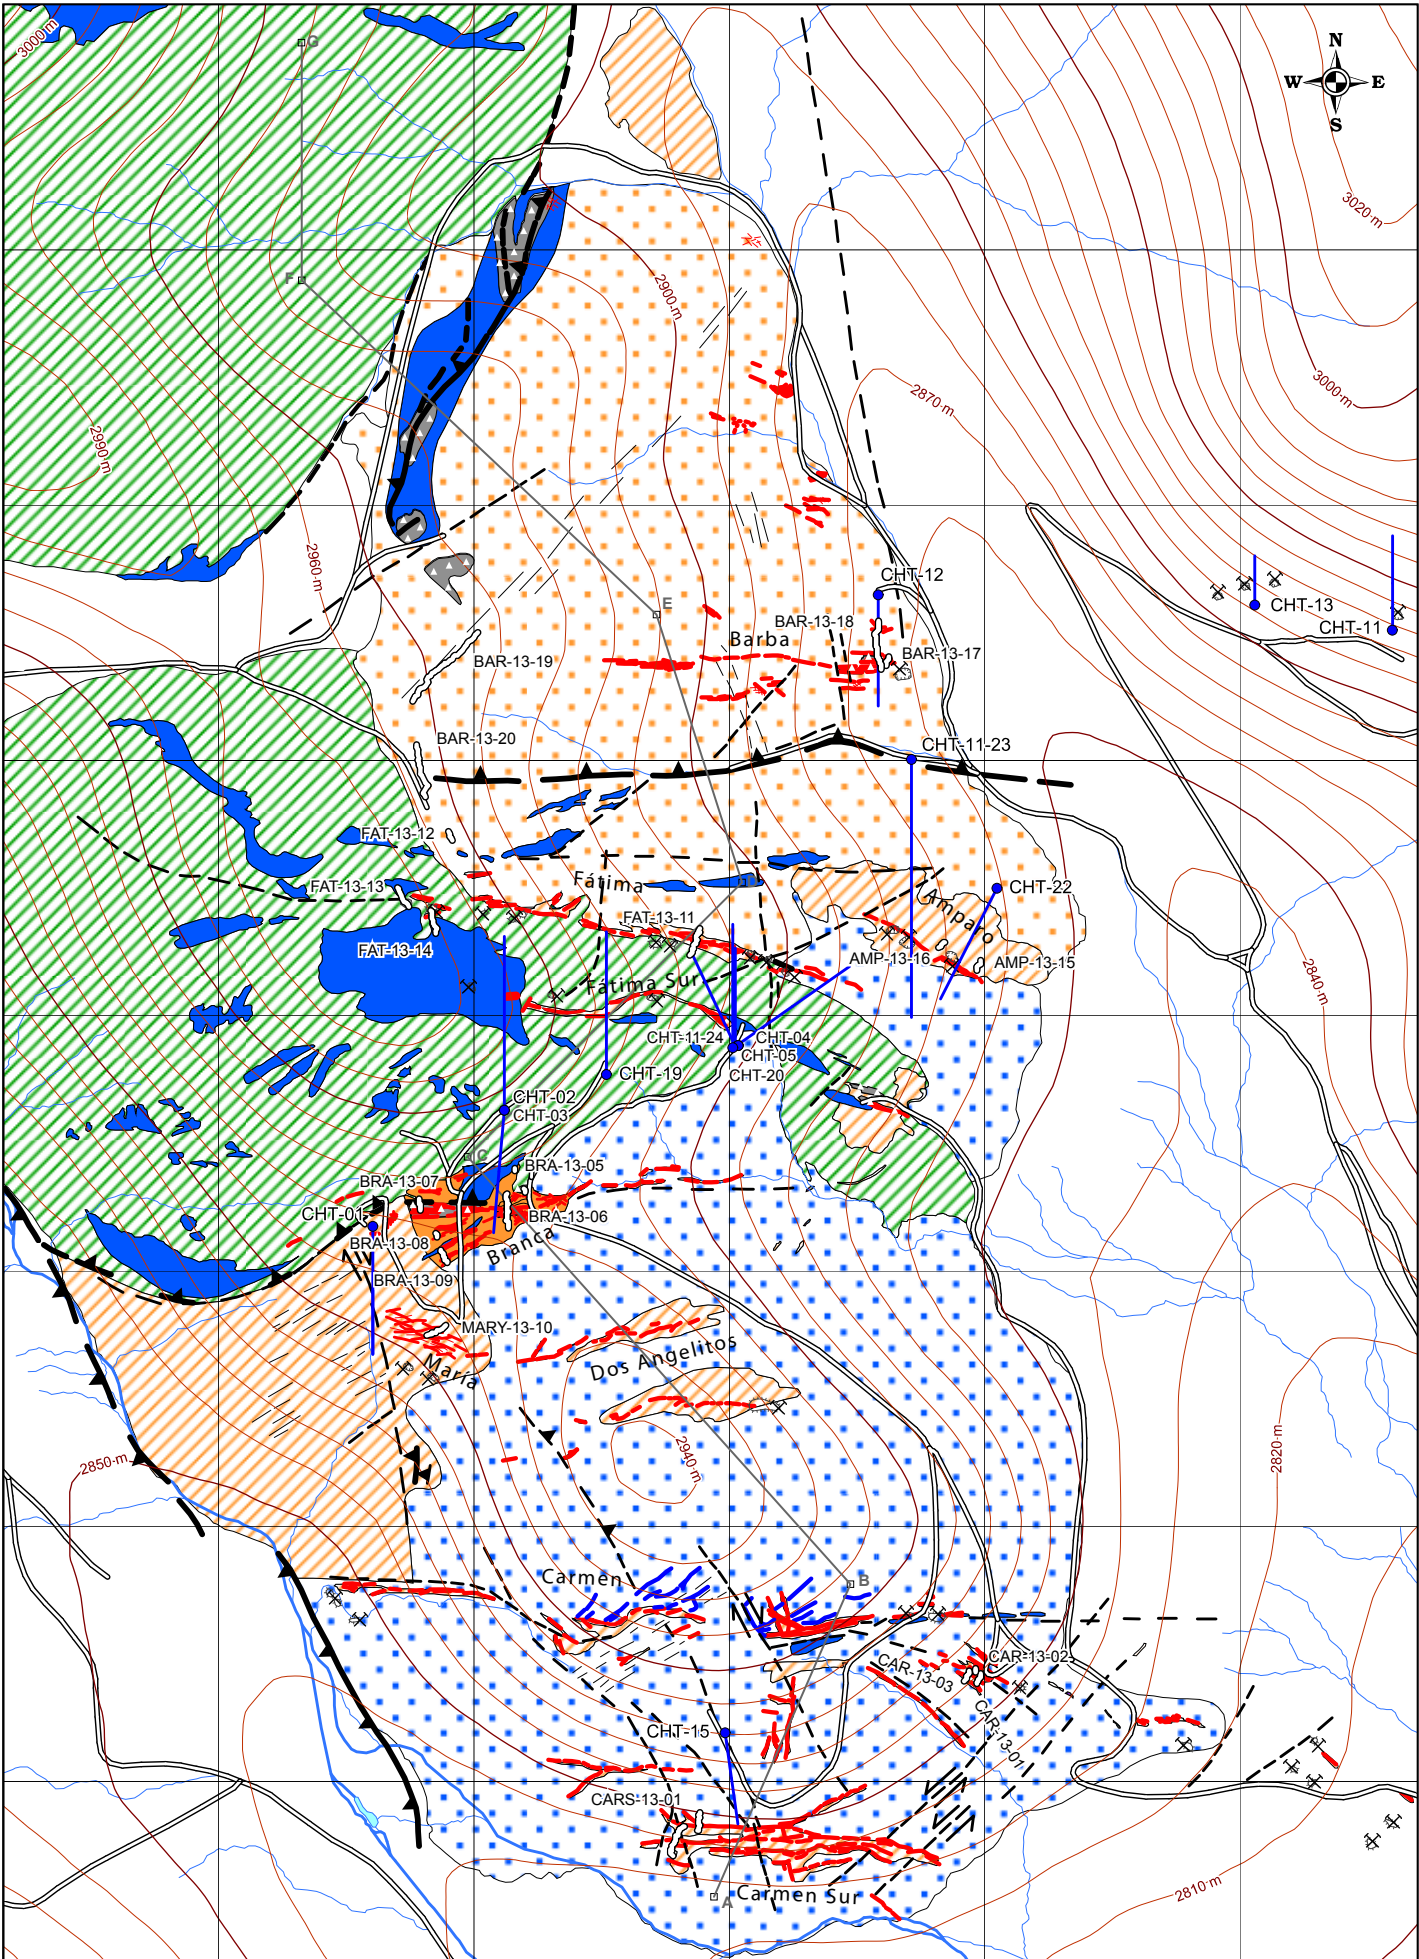 3000 m
G
N
W E
S
3020 m
F
2900 m
3000 m
2870 m
2990 m
2960 m
CHT-12
CHT-13
E
BAR-13-18
CHT-11
Barba
BAR-13-19
BAR-13-17
BAR-13-20
CHT-11-23
FAT-13-12
Fátima
FAT-13-13
CHT-22
Amparo
FAT-13-11
FAT-13-14
AMP-13-16
AMP-13-15
Fátima Sur
2840 m
CHT-11-24
CHT-04
CHT-05
CHT-20
CHT-19
CHT-02
CHT-03
C
BRA-13-05
BRA-13-07
CHT-01
BRA-13-06
BRA-13-08
Branca
BRA-13-09
MARY-13-10
María
Dos Angelitos
2940 m
2850 m
2820 m
Carmen
B
CAR-13-02
CAR-13-03
CAR-13-01
CHT-15
CARS-13-01
A
Carmen Sur
2810 m